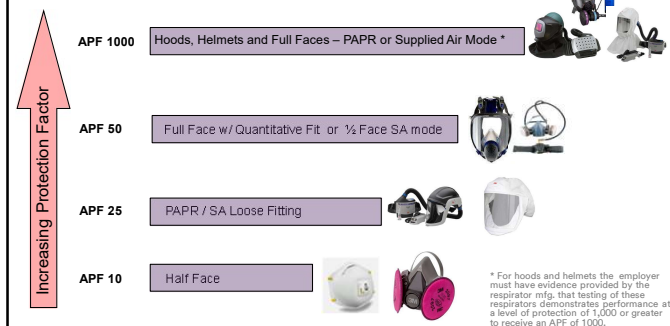 APF 1000
Hoods, Helmets and Full Faces – PAPR or Supplied Air Mode *
Increasing Protection Factor
APF 50
Full Face w/ Quantitative Fit or ½ Face SA mode
APF 25
PAPR / SA Loose Fitting
APF 10
Half Face
3M
* For hoods and helmets the employer
must have evidence provided by the
respirator mfg. that testing of these
respirators demonstrates performance at
a level of protection of 1,000 or greater
to receive an APF of 1000.